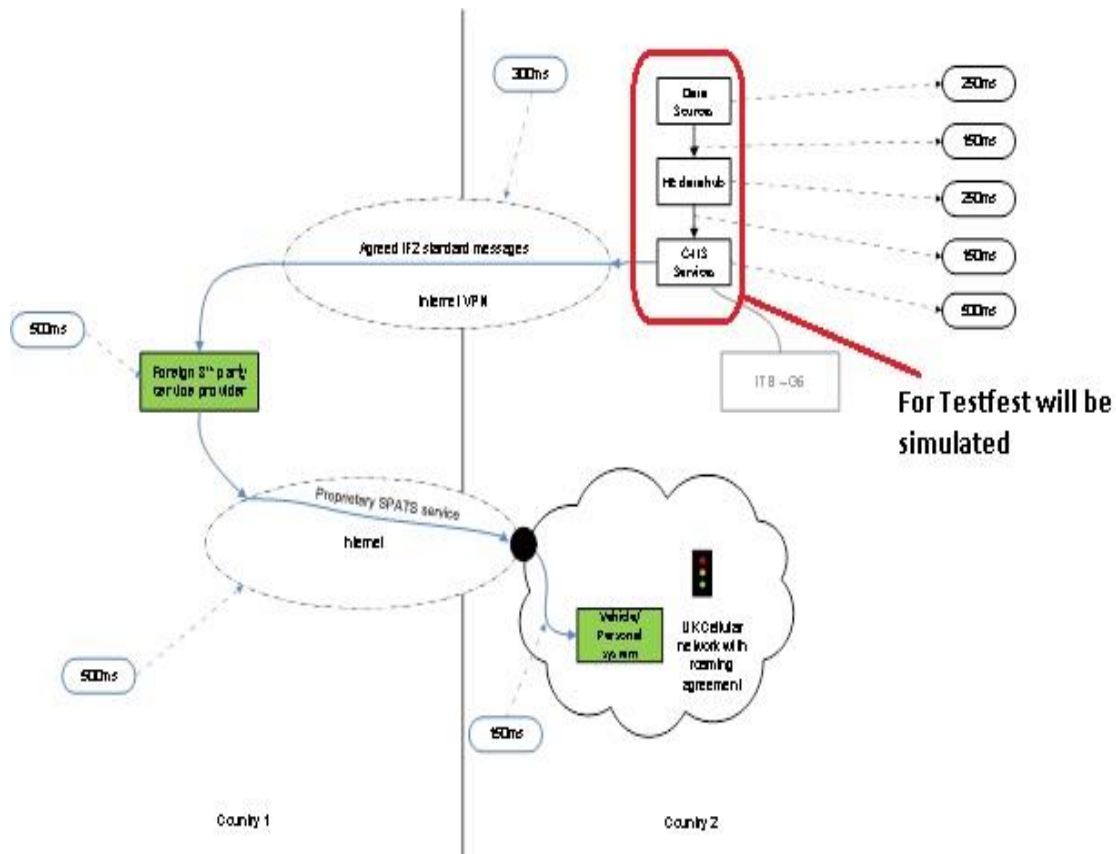 300ms
Data
Sources
250ms
150ms
HE datahub
250ms
150ms
C-ITS
Services
500ms
Agreed IF2 standard messages
Internet VPN
500ms
Foreign party
service provider
ITS –G5
For Testfest will be
simulated
Proprietary SPATS service
Internet
Vehicle/
Personal
system
UK Cellular
network with
roaming
agreement
500ms
150ms
Country 1
Country 2